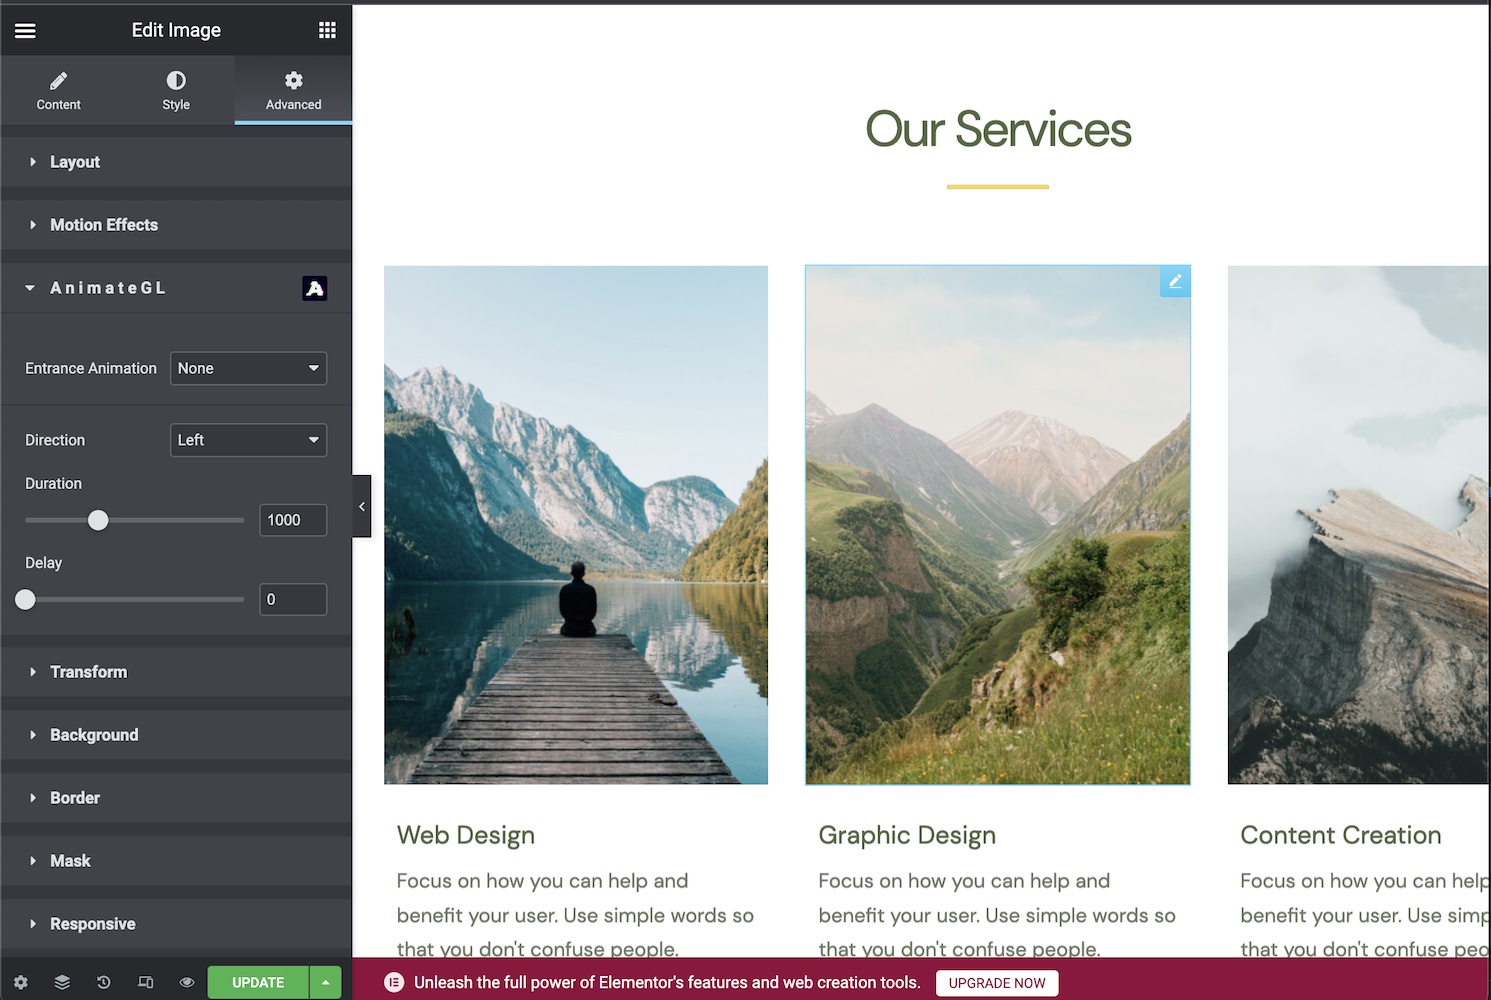 Edit Image
Content
Style
Advanced
Layout
Motion Effects
AnimateGL
Entrance Animation
None
Direction
Left
Duration
1000
Delay
0
Transform
Background
Border
Mask
Responsive
UPDATE
Our Services
Web Design
Focus on how you can help and
benefit your user. Use simple words so
that you don't confuse people.
Graphic Design
Focus on how you can help and
benefit your user. Use simple words so
that you don't confuse people.
Content Creation
Focus on how you can help
benefit your user. Use simp
that you don't confuse peo
Unleash the full power of Elementor's features and web creation tools.
UPGRADE NOW